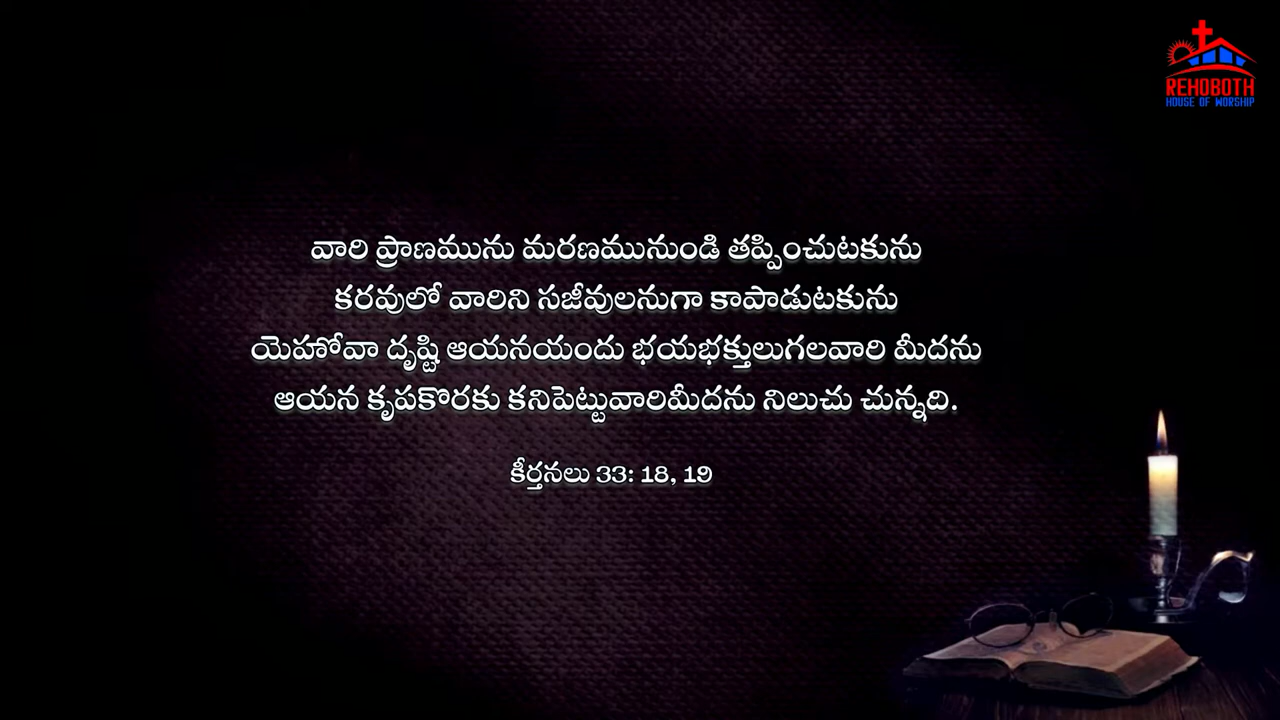 REHOBOTH
HOUSE OF WORSHIP
వారి ప్రాణమును మరణమునుండి తప్పించుటకును
కరవులో వారిని సజీవులనుగా కాపాడుటకును
యెహోవా దృష్టి ఆయనయందు భయభక్తులుగలవారి మీదను
ఆయన కృపకొరకు కనిపెట్టువారిమీదను నిలుచు చున్నది.
కీర్తనలు 33: 18, 19